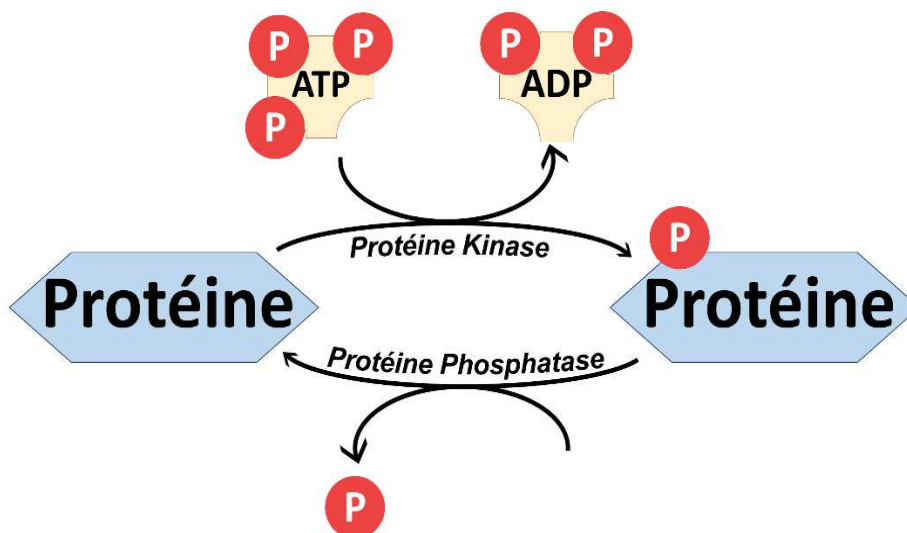 P P
ATP
P
P P
ADP
Protéine Kinase
P
Protéine
Protéine
Protéine Phosphatase
P